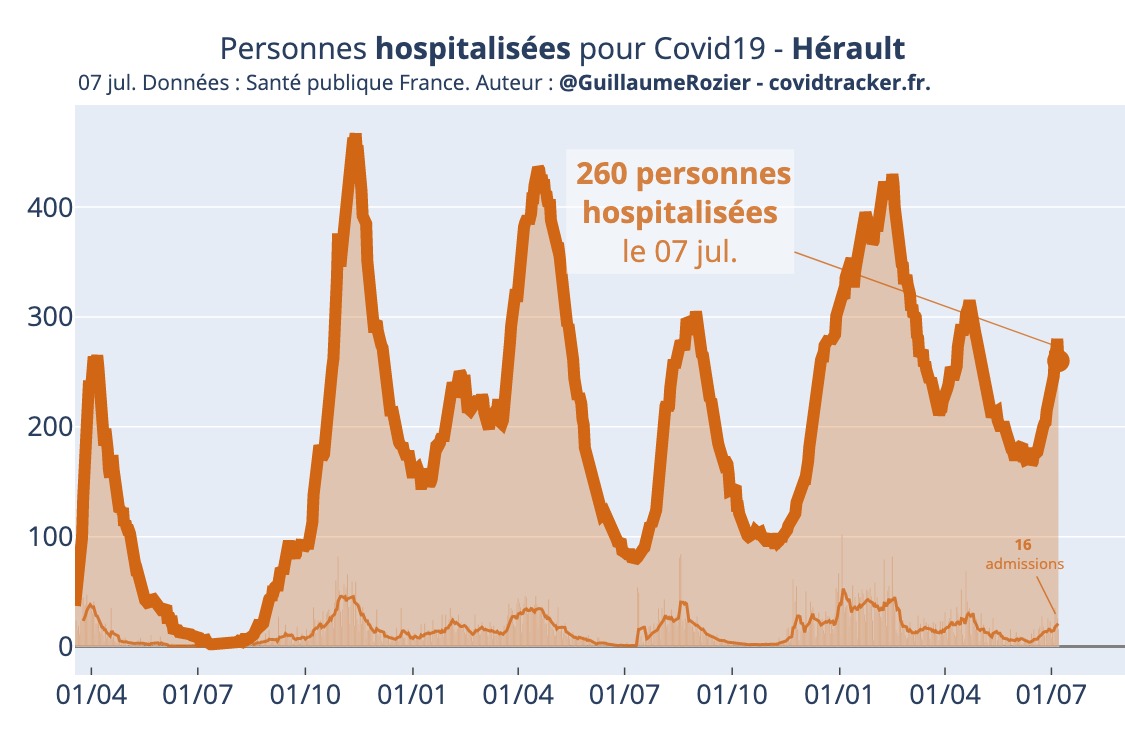 Personnes hospitalisées pour Covid19 - Hérault
07 jul. Données : Santé publique France. Auteur : @GuillaumeRozier - covidtracker.fr.
260 personnes
hospitalisées
le 07 jul.
400
300
200
100
0
16
admissions
01/04 01/07 01/10 01/01 01/04 01/07 01/10 01/01 01/04 01/07